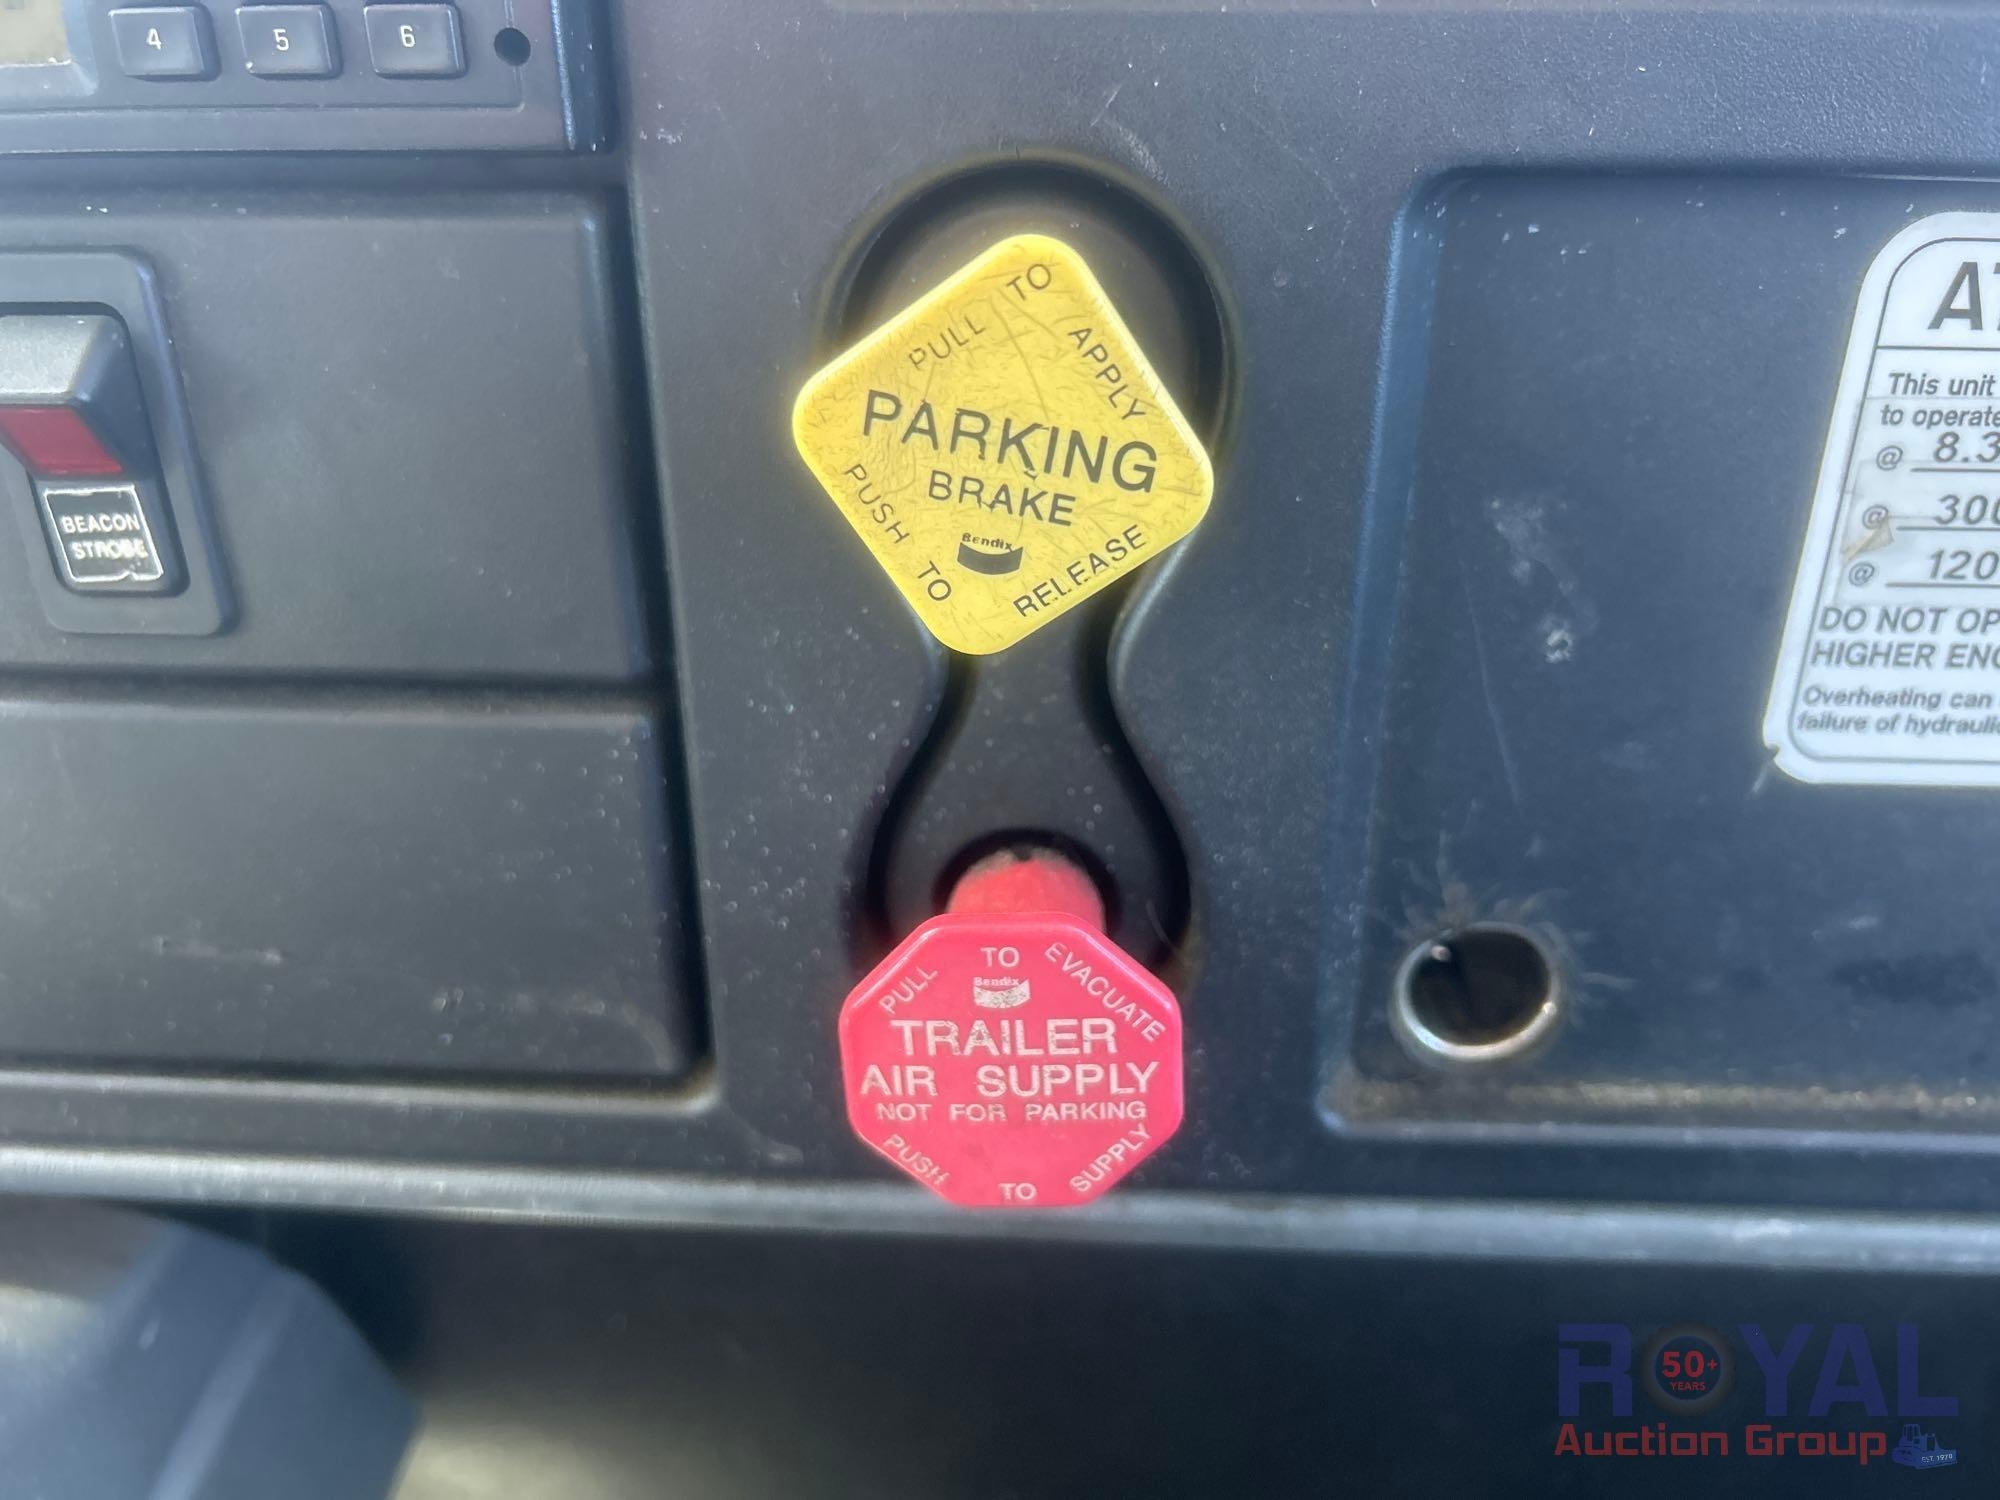 4 5 6
BEACON
STROBE
PULL TO APPLY
PARKING
BRAKE
Bendix
PUSH TO RELEASE
PULL TO EVACUATE
Bendix
TRAILER
AIR SUPPLY
NOT FOR PARKING
PUSH TO SUPPLY
This unit
to operate
@ 8.3
@ 300
@ 120
DO NOT OP
HIGHER ENG
Overheating can
failure of hydraulic
ROYAL
50+
YEARS
Auction Group
EST. 1970